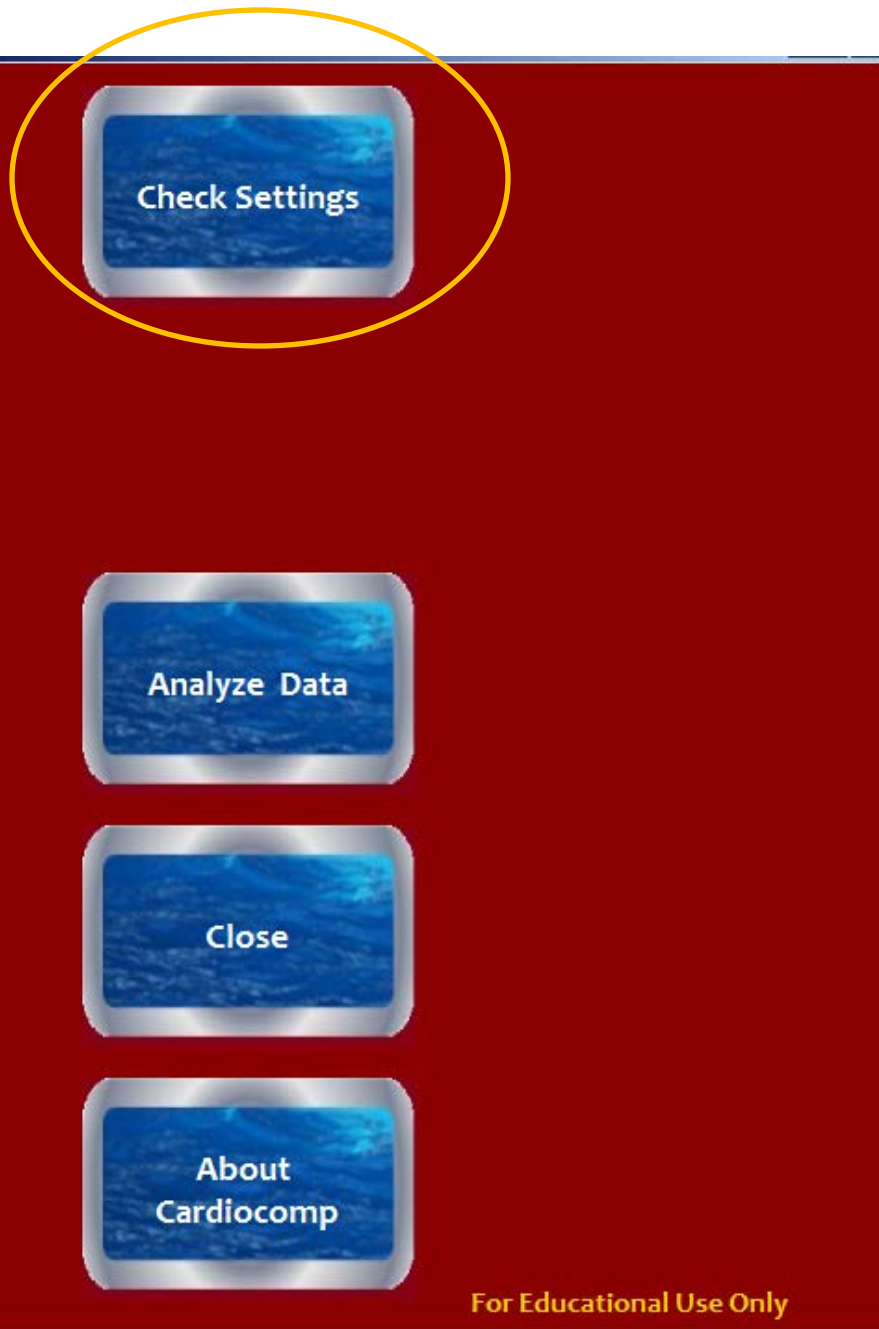 Check Settings
Analyze Data
Close
About
Cardiocomp
For Educational Use Only